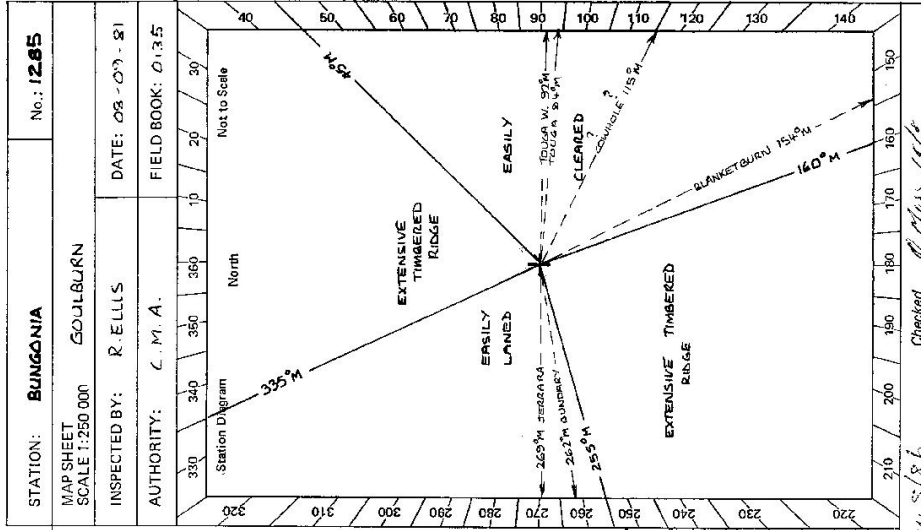 STATION: BUNGONIA No.: 1285
MAP SHEET
SCALE 1:250 000 GOULBURN
INSPECTED BY: R. ELLIS DATE: 08-09-81
AUTHORITY: C.M.A. FIELD BOOK: 0135
330 340 350 360 10 20 30
Station Diagram North Not to Scale
320 310 300 290 280 270 260 250 240 230 220
40 50 60 70 80 90 100 110 120 130 140
335°M
45°M
EXTENSIVE
TIMBERED
RIDGE
EASILY
LANED
EASILY
CLEARED
269°M JERRARA
262°M GUNDARY
255°M
TOUGA W. 92°M
TOUGA 94°M
? COWHOLE 115°M ?
BLANKETBURN 154°M
160°M
EXTENSIVE TIMBERED
RIDGE
210 200 190 180 170 160 150
Checked